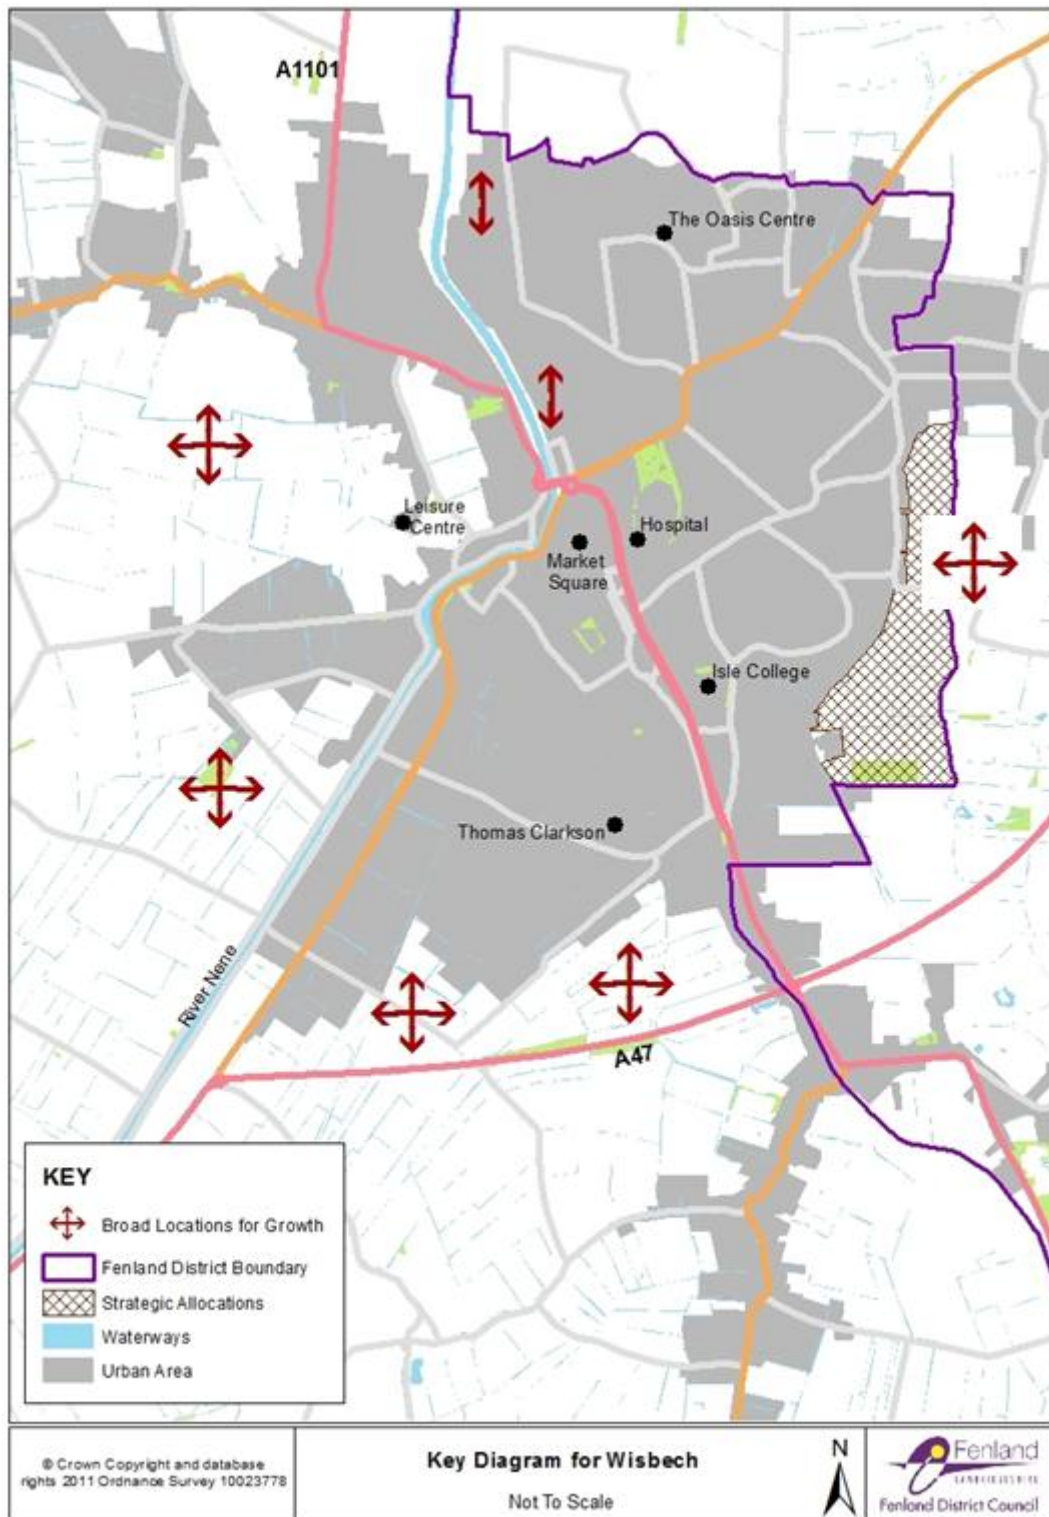 A1101
The Oasis Centre
Leisure
Centre
Hospital
Market
Square
Isle College
Thomas Clarkson
River Nene
A47
KEY
Broad Locations for Growth
Fenland District Boundary
Strategic Allocations
Waterways
Urban Area
© Crown Copyright and database
rights 2011 Ordnance Survey 10023778
Key Diagram for Wisbech
Not To Scale
N
Fenland
CAMBRIDGESHIRE
Fenland District Council